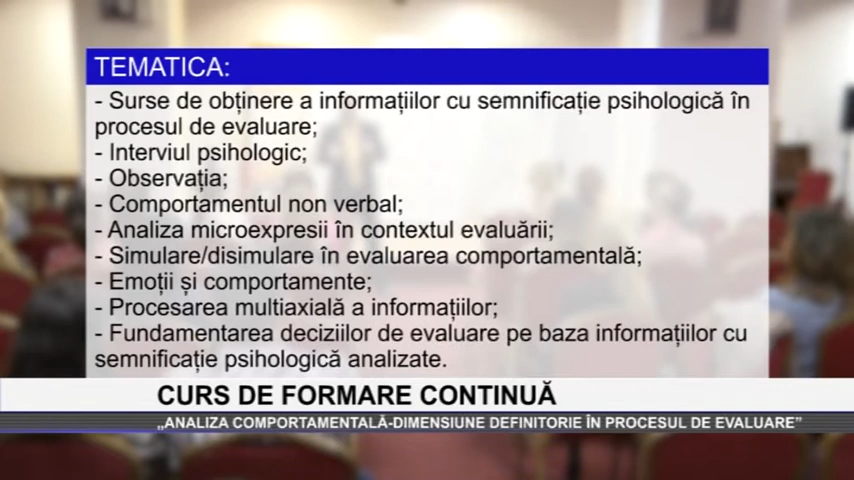 TEMATICA:
- Surse de obținere a informațiilor cu semnificație psihologică în
procesul de evaluare;
- Interviul psihologic;
- Observația;
- Comportamentul non verbal;
- Analiza microexpresii în contextul evaluării;
- Simulare/disimulare în evaluarea comportamentală;
- Emoții și comportamente;
- Procesarea multiaxială a informațiilor;
- Fundamentarea deciziilor de evaluare pe baza informațiilor cu
semnificație psihologică analizate.
CURS DE FORMARE CONTINUĂ
„ANALIZA COMPORTAMENTALĂ-DIMENSIUNE DEFINITORIE ÎN PROCESUL DE EVALUARE”